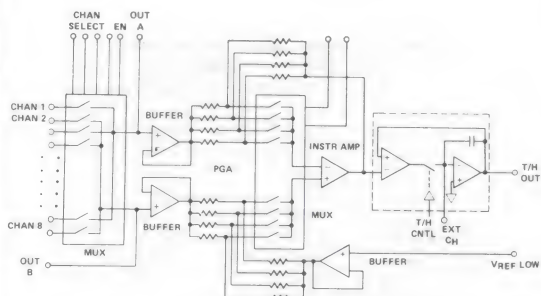 CHAN
SELECT
EN
OUT
A
CHAN 1
CHAN 2
CHAN 8
MUX
OUT
B
BUFFER
BUFFER
PGA
MUX
INSTR AMP
BUFFER
T/H
CNTL
EXT
CH
T/H
OUT
VREF LOW